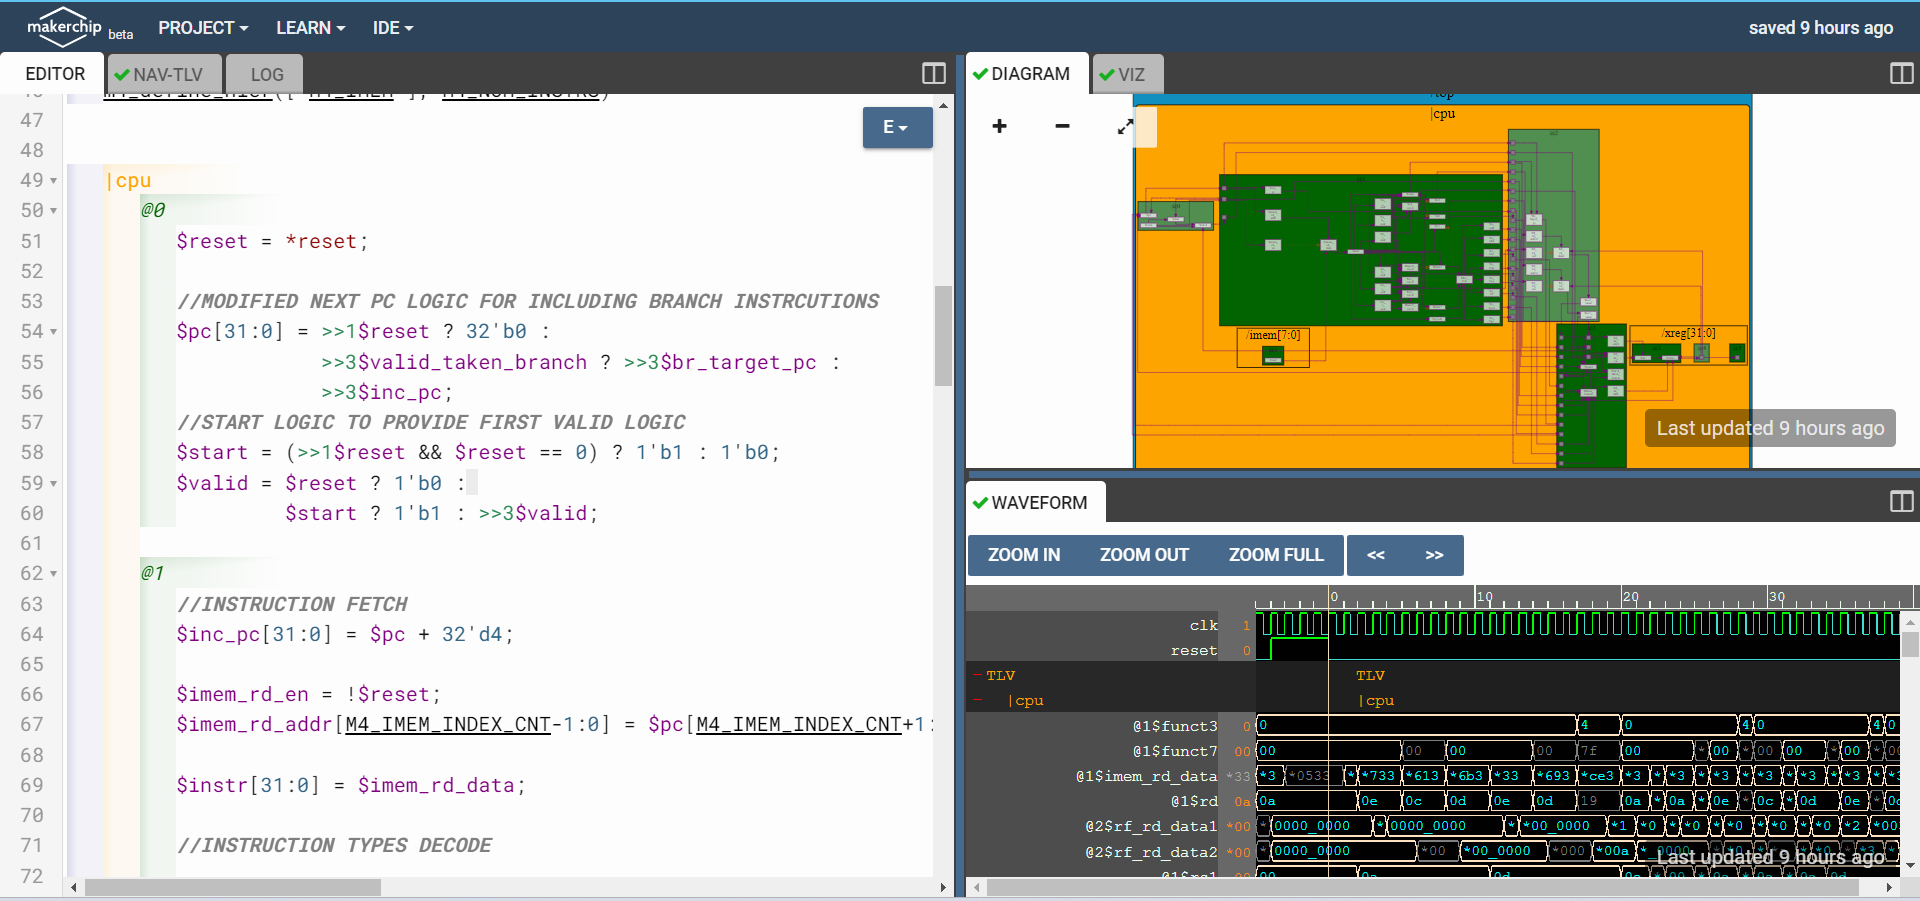 makerchip beta PROJECT LEARN IDE saved 9 hours ago
EDITOR NAV-TLV LOG
47
48
49 |cpu
50 @0
51 $reset = *reset;
52
53 //MODIFIED NEXT PC LOGIC FOR INCLUDING BRANCH INSTRCUTIONS
54 $pc[31:0] = >>1$reset ? 32'b0 :
55 >>3$valid_taken_branch ? >>3$br_target_pc :
56 >>3$inc_pc;
57 //START LOGIC TO PROVIDE FIRST VALID LOGIC
58 $start = (>>1$reset && $reset == 0) ? 1'b1 : 1'b0;
59 $valid = $reset ? 1'b0 :
60 $start ? 1'b1 : >>3$valid;
61
62 @1
63 //INSTRUCTION FETCH
64 $inc_pc[31:0] = $pc + 32'd4;
65
66 $imem_rd_en = !$reset;
67 $imem_rd_addr[M4_IMEM_INDEX_CNT-1:0] = $pc[M4_IMEM_INDEX_CNT+1:
68
69 $instr[31:0] = $imem_rd_data;
70
71 //INSTRUCTION TYPES DECODE
72
E
DIAGRAM VIZ
+ −
|cpu
/imem[7:0]
/xreg[31:0]
Last updated 9 hours ago
WAVEFORM
ZOOM IN ZOOM OUT ZOOM FULL << >>
0 10 20 30
clk 1
reset 0
TLV TLV
|cpu |cpu
@1$funct3 0 0 4 0 4 0 4 0
@1$funct7 00 00 00 00 00 7f 00 * 00 *00 00 * 00
@1$imem_rd_data *33 *3 *0533 * *733 *613 *6b3 *33 *693 *ce3 *3
@1$rd 0a 0a 0e 0c 0d 0e 0d 19 0a * 0a * 0e * 0c * 0d 0e
@2$rf_rd_data1 *00 * 0000_0000 * 0000_0000 * *00_0000 *1 *0
@2$rf_rd_data2 *00 * 0000_0000 *00 *00_0000 *000 *00a
Last updated 9 hours ago